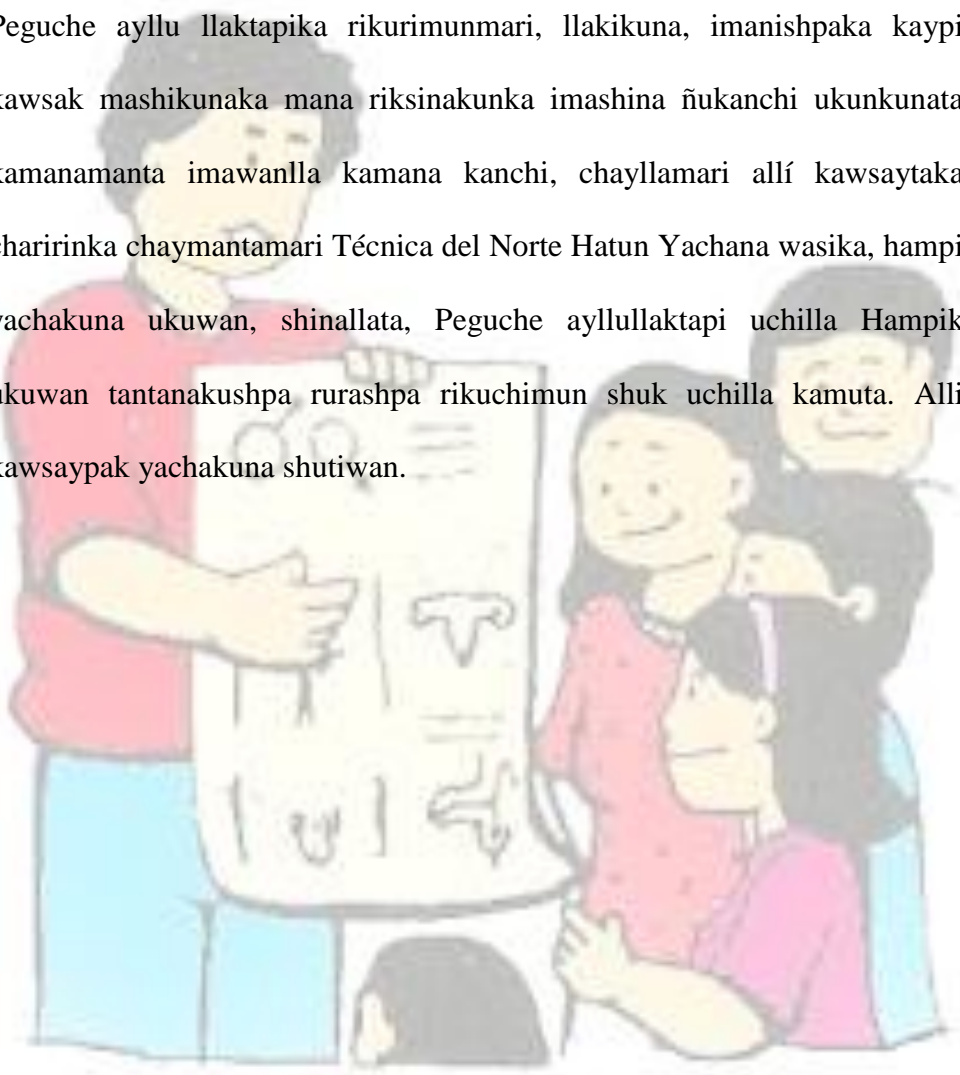 Peguche ayllu llaktapika rikurimunmari, llakikuna, imanishpaka kaypi
kawsak mashikunaka mana riksinakunka imashina ñukanchi ukunkunata
kamanamanta imawanlla kamana kanchi, chayllamari allí kawsaytaka
charirinka chaymantamari Técnica del Norte Hatun Yachana wasika, hampi
yachakuna ukuwan, shinallata, Peguche ayllullaktapi uchilla Hampik
ukuwan tantanakushpa rurashpa rikuchimun shuk uchilla kamuta. Alli
kawsaypak yachakuna shutiwan.